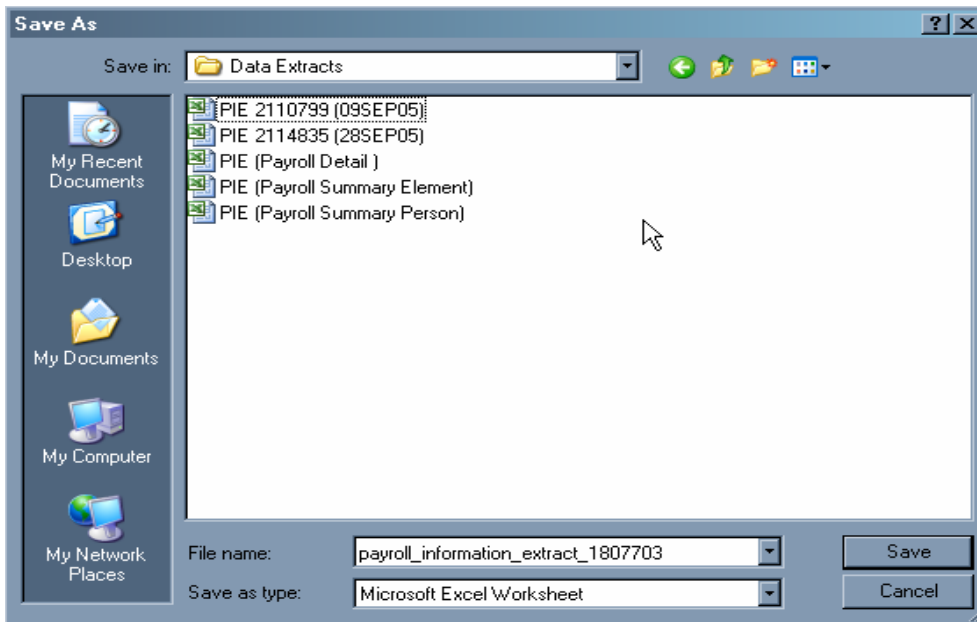 Save As
Save in:
Data Extracts
PIE 2110799 (09SEP05)
PIE 2114835 (28SEP05)
PIE (Payroll Detail )
PIE (Payroll Summary Element)
PIE (Payroll Summary Person)
My Recent
Documents
Desktop
My Documents
My Computer
My Network
Places
File name:
payroll_information_extract_1807703
Save
Save as type:
Microsoft Excel Worksheet
Cancel